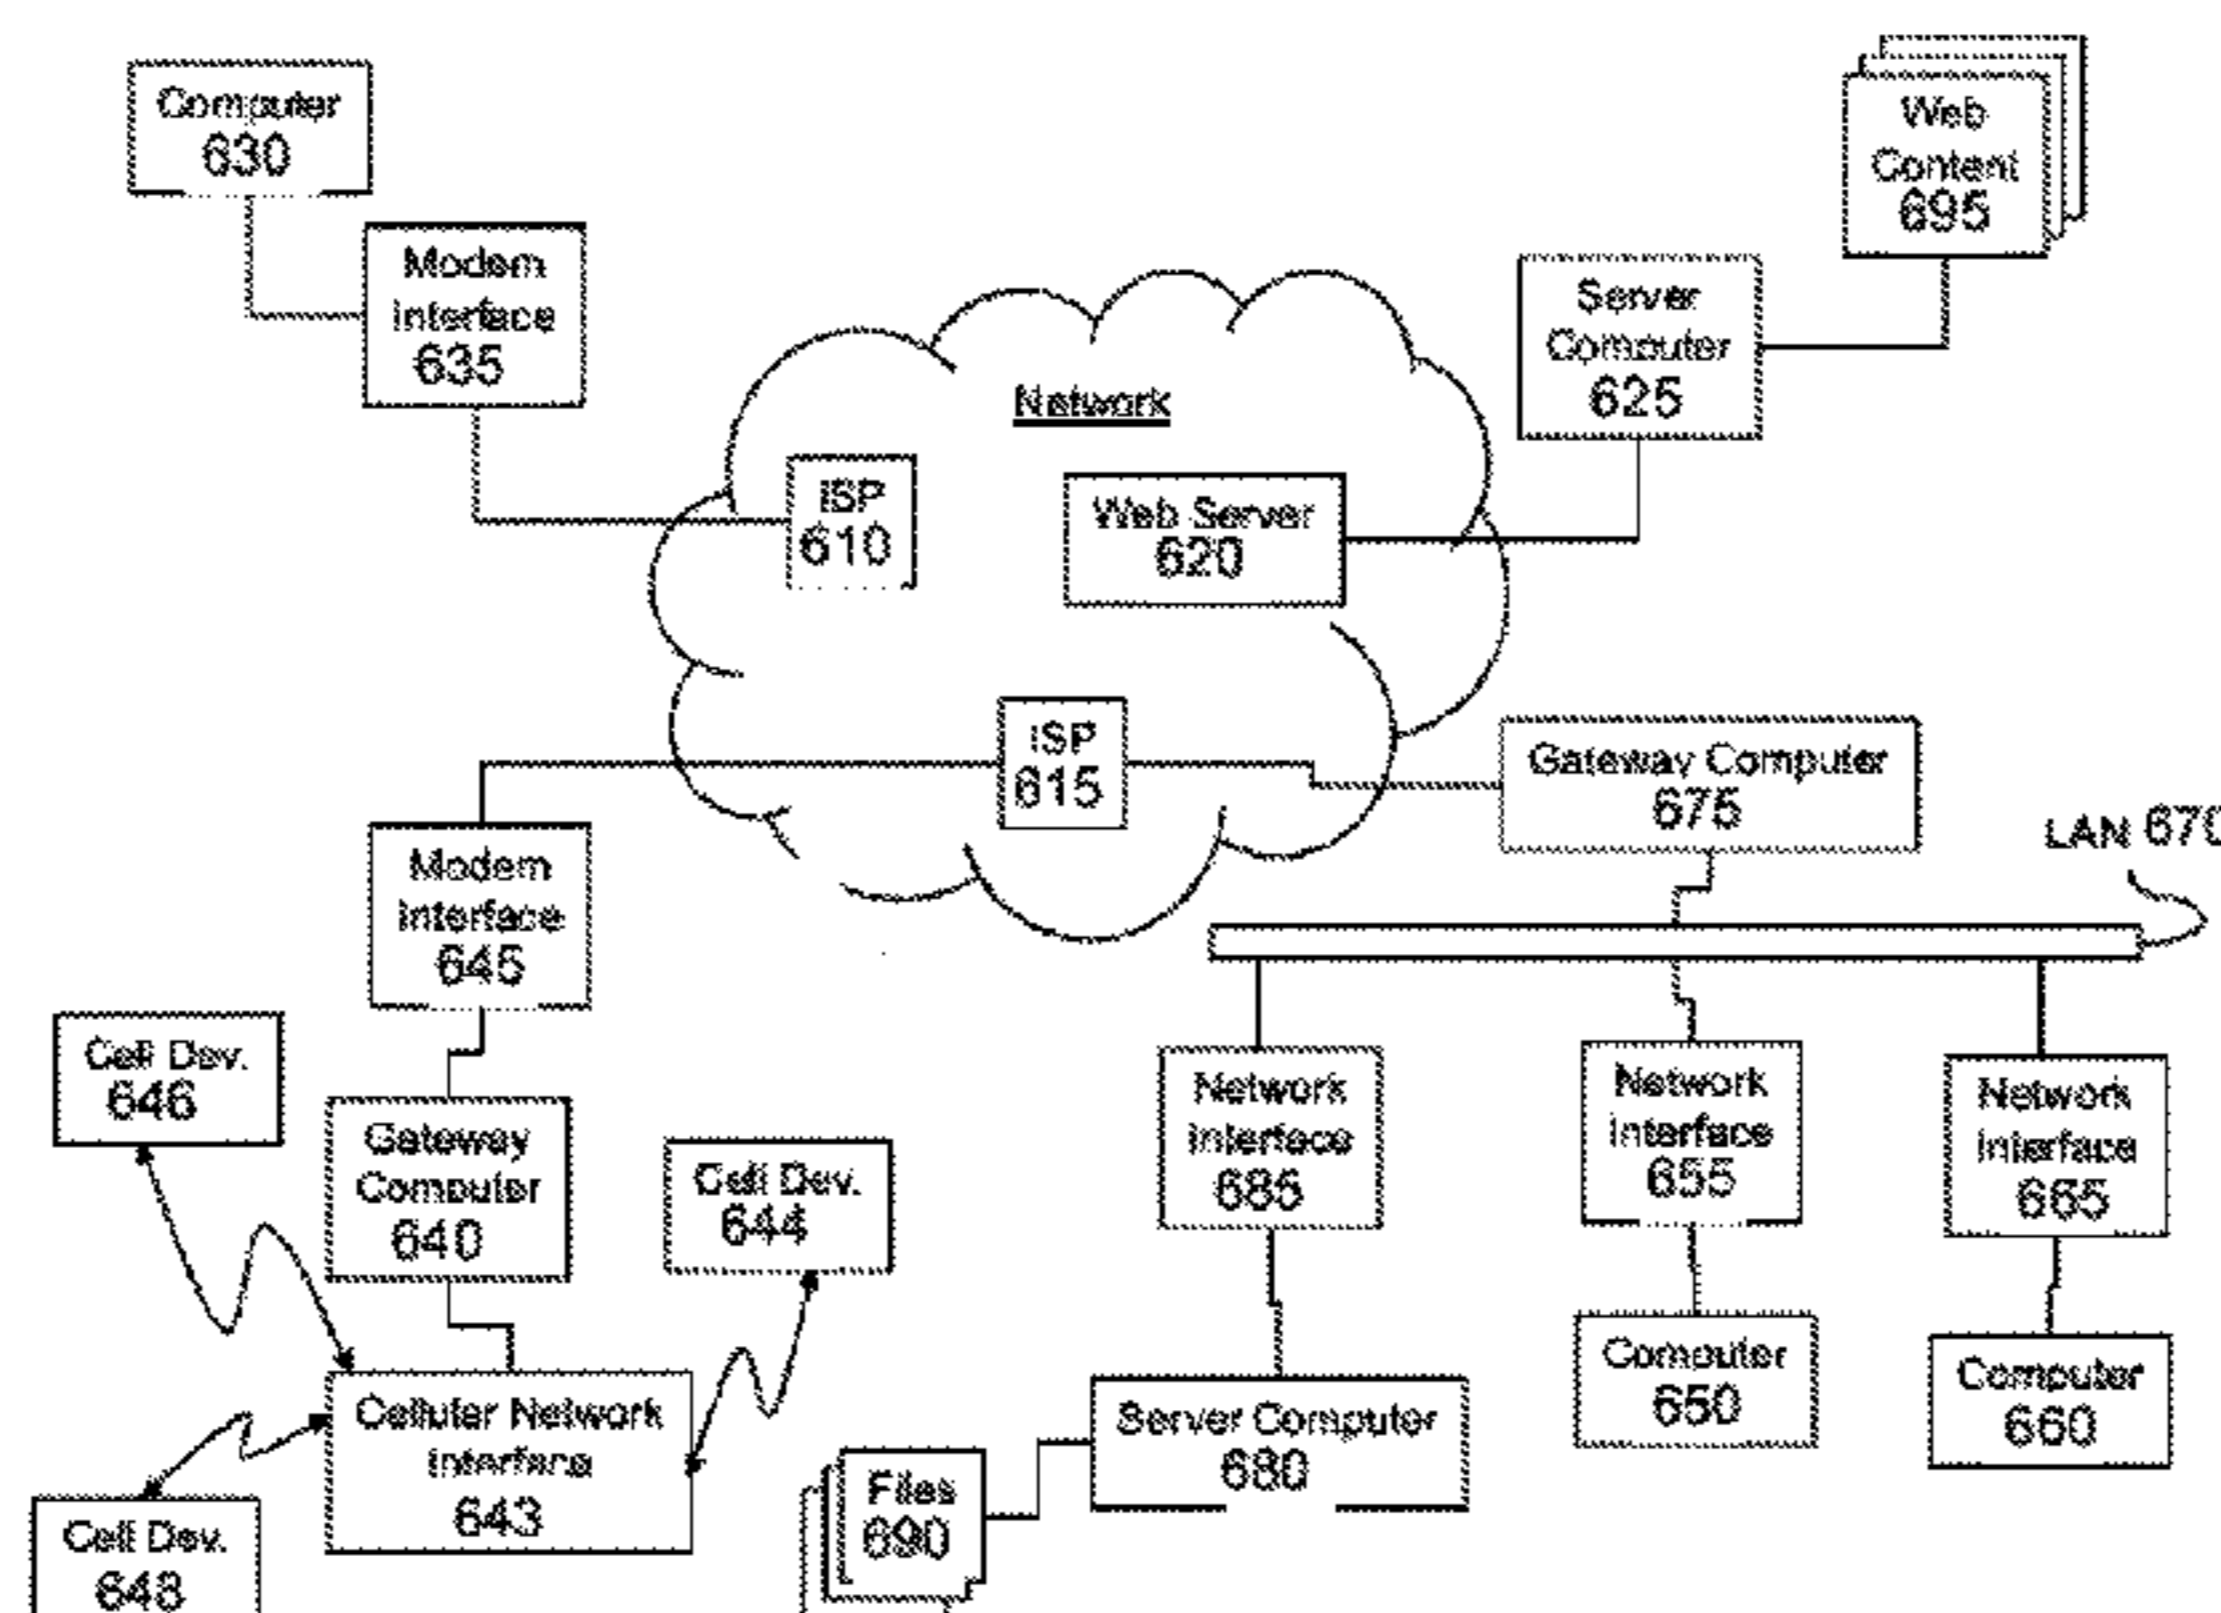 Computer
630
Modem
Interface
635
Web
Content
695
Server
Computer
625
Network
ISP
610
Web Server
620
ISP
615
Gateway Computer
675
LAN 670
Modem
Interface
645
Cell Dev.
646
Gateway
Computer
640
Cell Dev.
644
Network
Interface
685
Network
Interface
655
Network
Interface
665
Cellular Network
Interface
643
Server Computer
680
Computer
650
Computer
660
Files
690
Cell Dev.
648